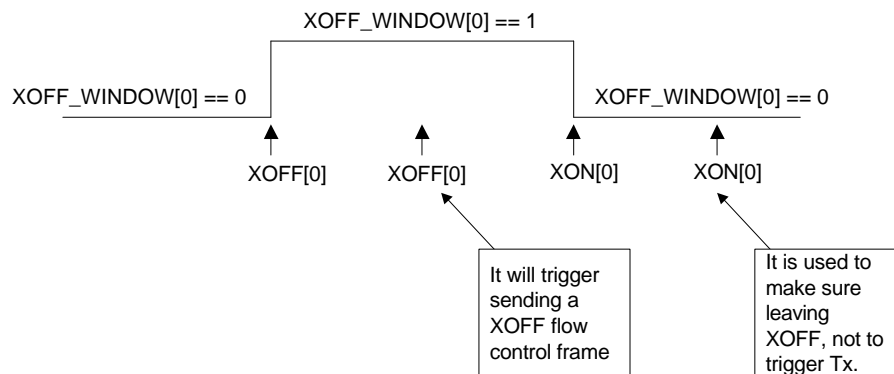 XOFF_WINDOW[0] == 1
XOFF_WINDOW[0] == 0
XOFF_WINDOW[0] == 0
XOFF[0]
XOFF[0]
XON[0]
XON[0]
It will trigger
sending a
XOFF flow
control frame
It is used to
make sure
leaving
XOFF, not to
trigger Tx.